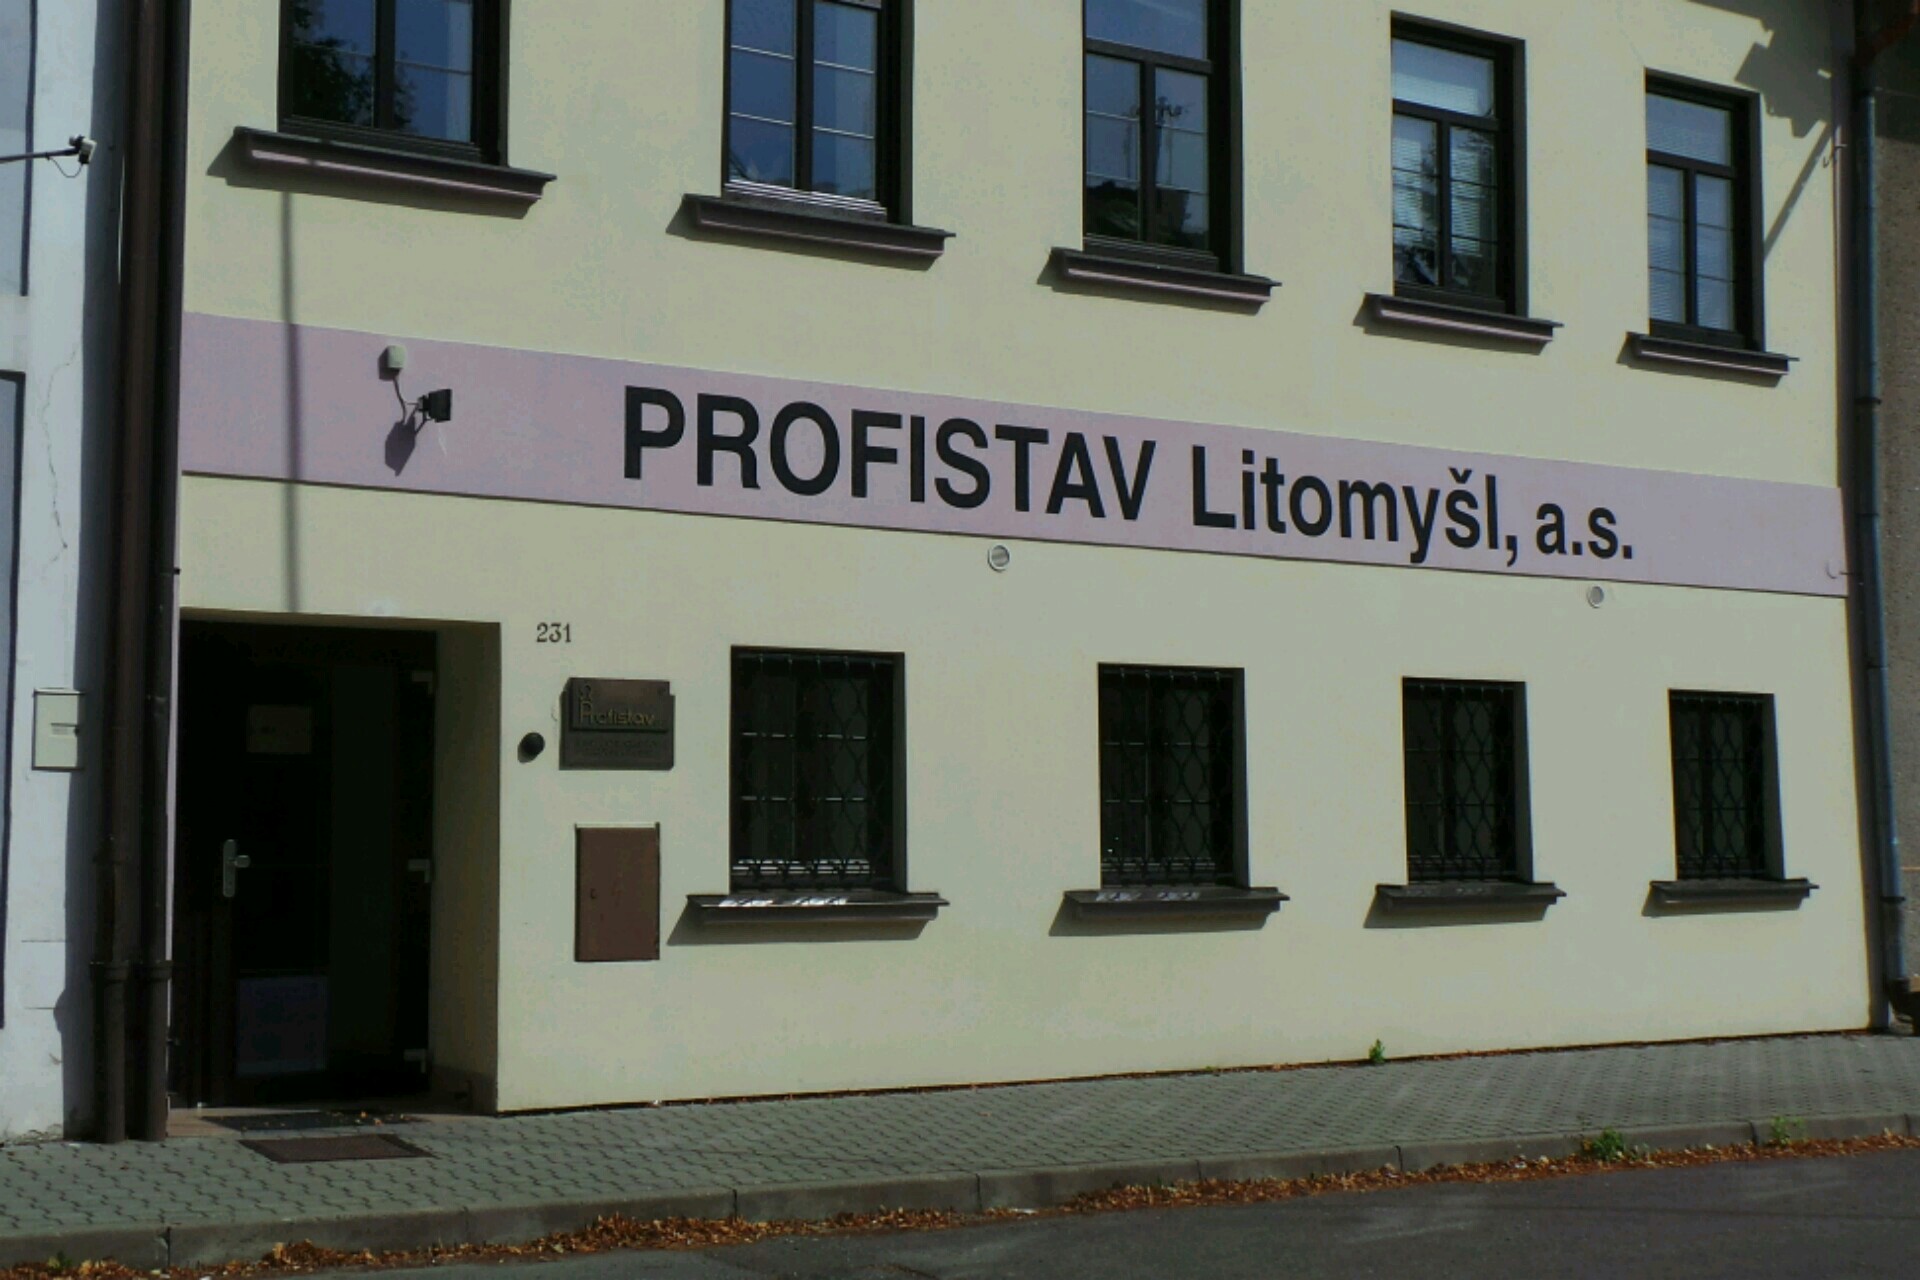 PROFISTAV Litomyšl, a.s.
231
Profistav